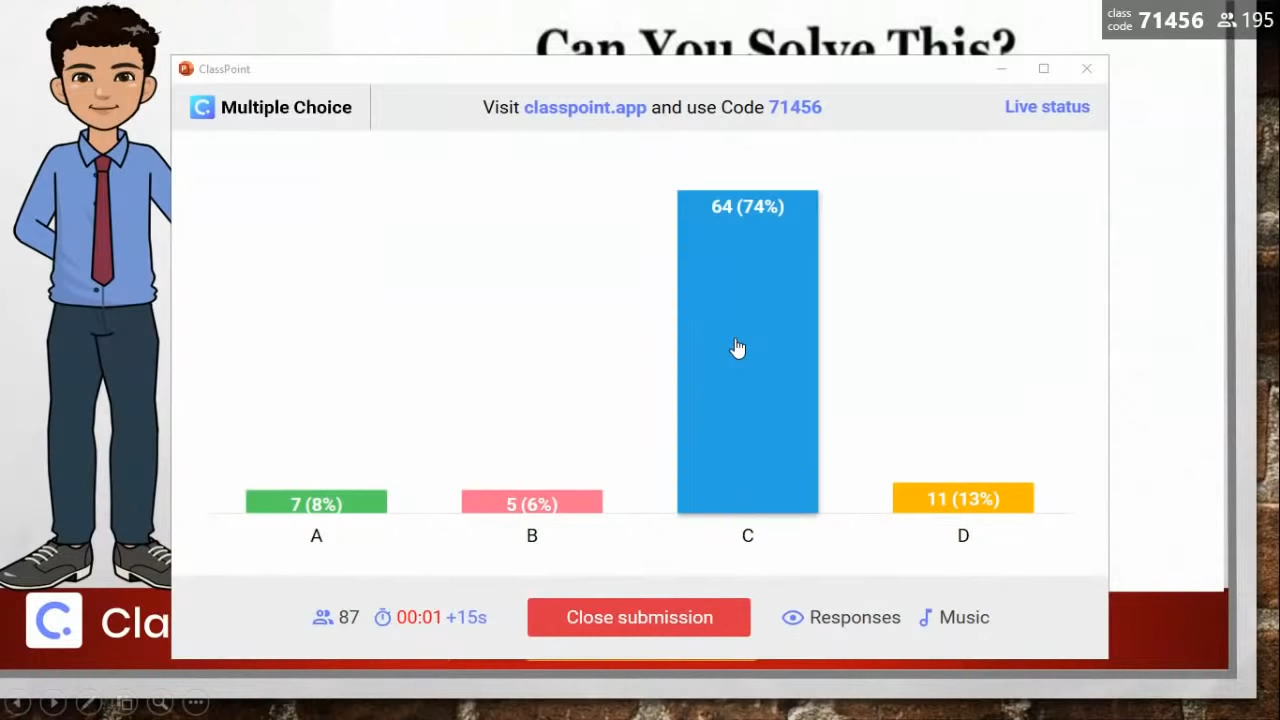 class code 71456 195
Can You Solve This?
ClassPoint
Multiple Choice
Visit classpoint.app and use Code 71456
Live status
64 (74%)
7 (8%)
5 (6%)
11 (13%)
A B C D
87 00:01 +15s Close submission Responses Music
Cla